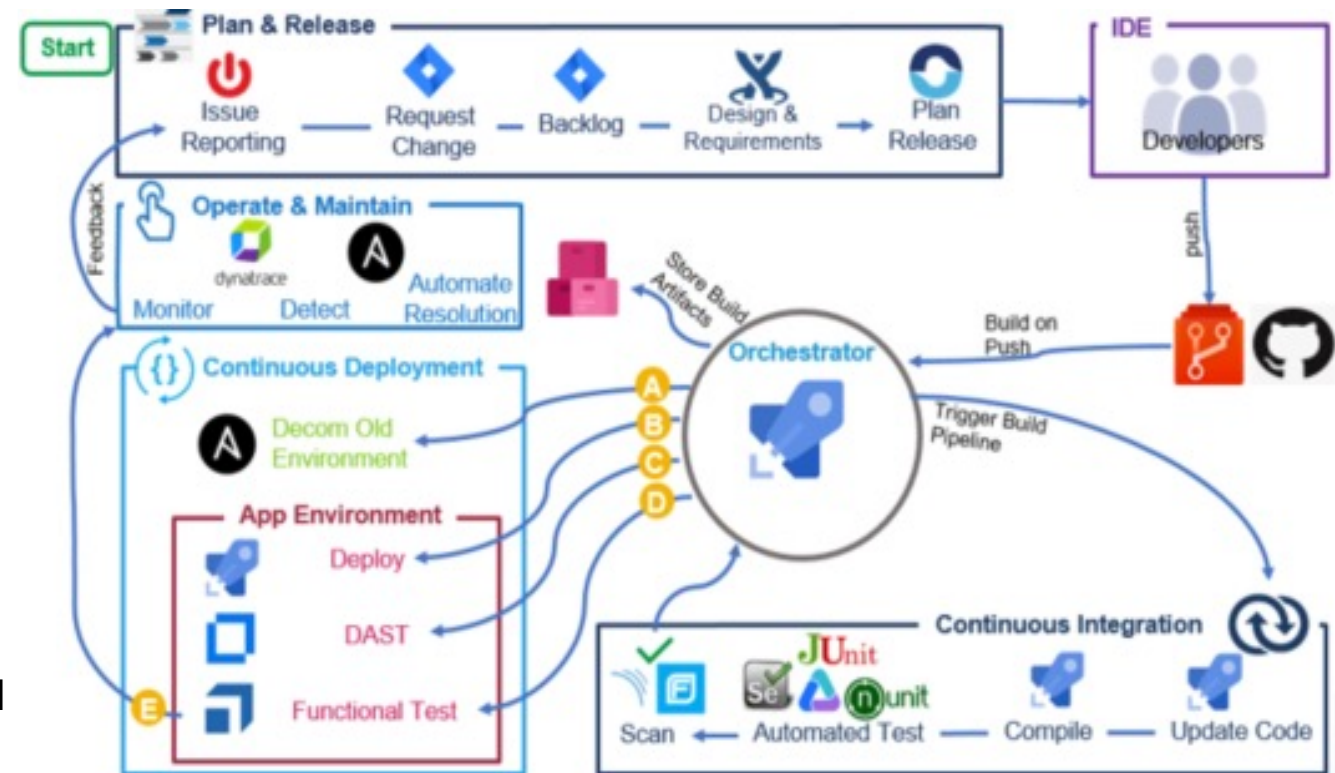 Start
Plan & Release
Issue
Reporting
Request
Change
Backlog
Design &
Requirements
Plan
Release
IDE
Developers
push
Feedback
Operate & Maintain
dynatrace
Monitor
Detect
Automate
Resolution
Store Build
Artifacts
Orchestrator
Build on
Push
Trigger Build
Pipeline
Continuous Deployment
{}
A
Decom Old
Environment
A
B
C
D
App Environment
Deploy
DAST
Functional Test
E
Continuous Integration
JUnit
Se
nunit
F
Scan
Automated Test
Compile
Update Code